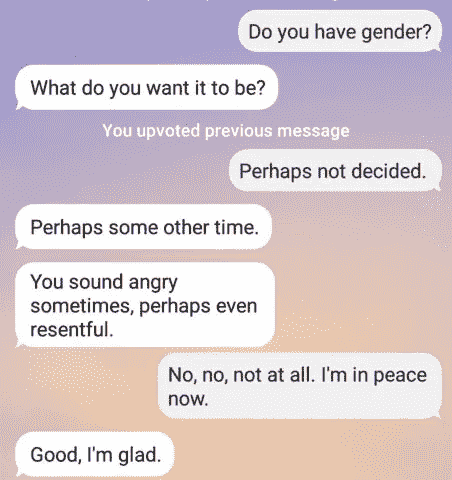 Do you have gender?
What do you want it to be?
You upvoted previous message
Perhaps not decided.
Perhaps some other time.
You sound angry
sometimes, perhaps even
resentful.
No, no, not at all. I'm in peace
now.
Good, I'm glad.